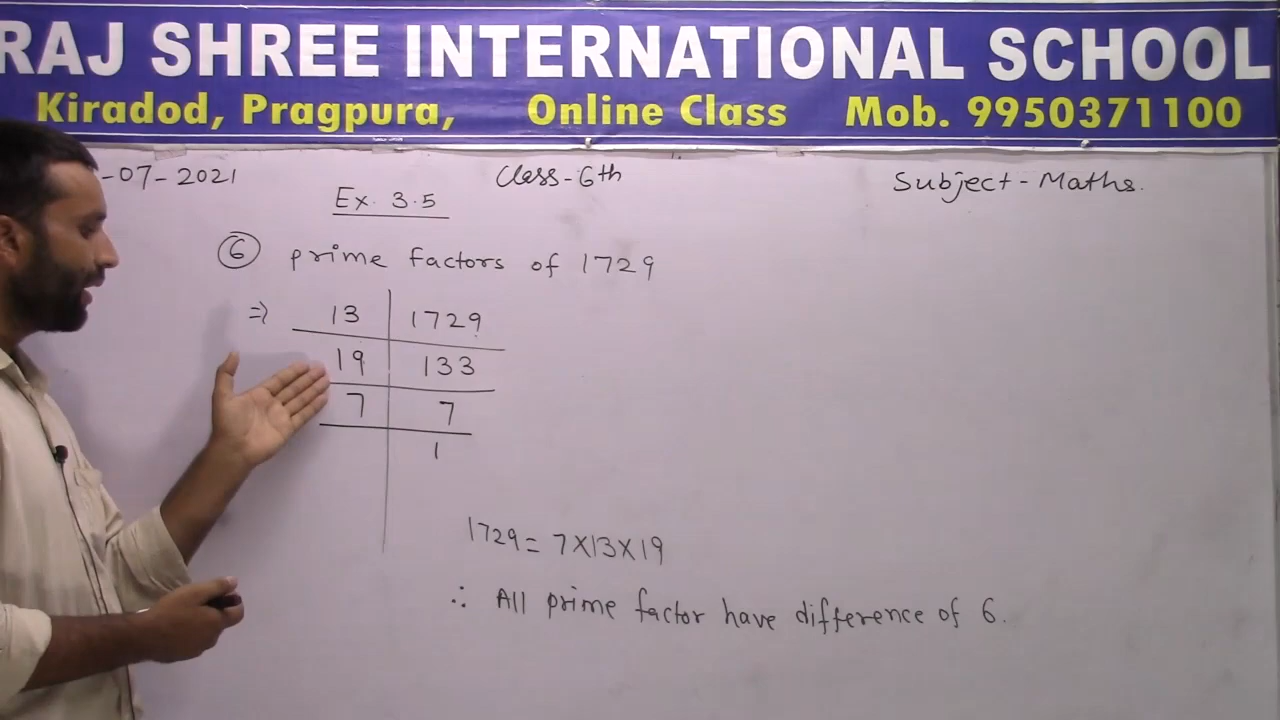 RAJ SHREE INTERNATIONAL SCHOOL
Kiradod, Pragpura, Online Class Mob. 9950371100
-07-2021 Class-6th Subject-Maths.
Ex. 3.5
6 prime factors of 1729
⇒ 13 1729
19 133
7 7
1
1729 = 7×13×19
∴ All prime factor have difference of 6.